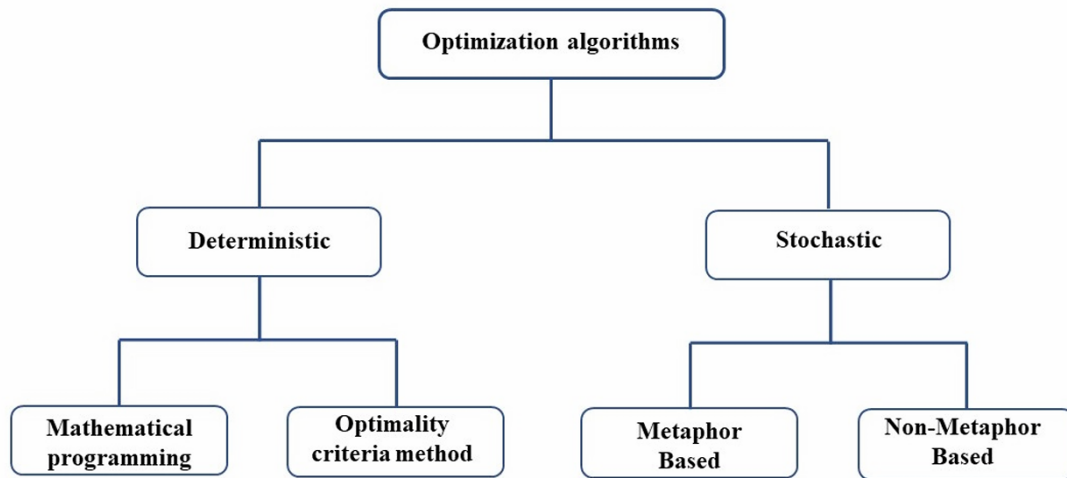 Optimization algorithms
Deterministic
Stochastic
Mathematical
programming
Optimality
criteria method
Metaphor
Based
Non-Metaphor
Based